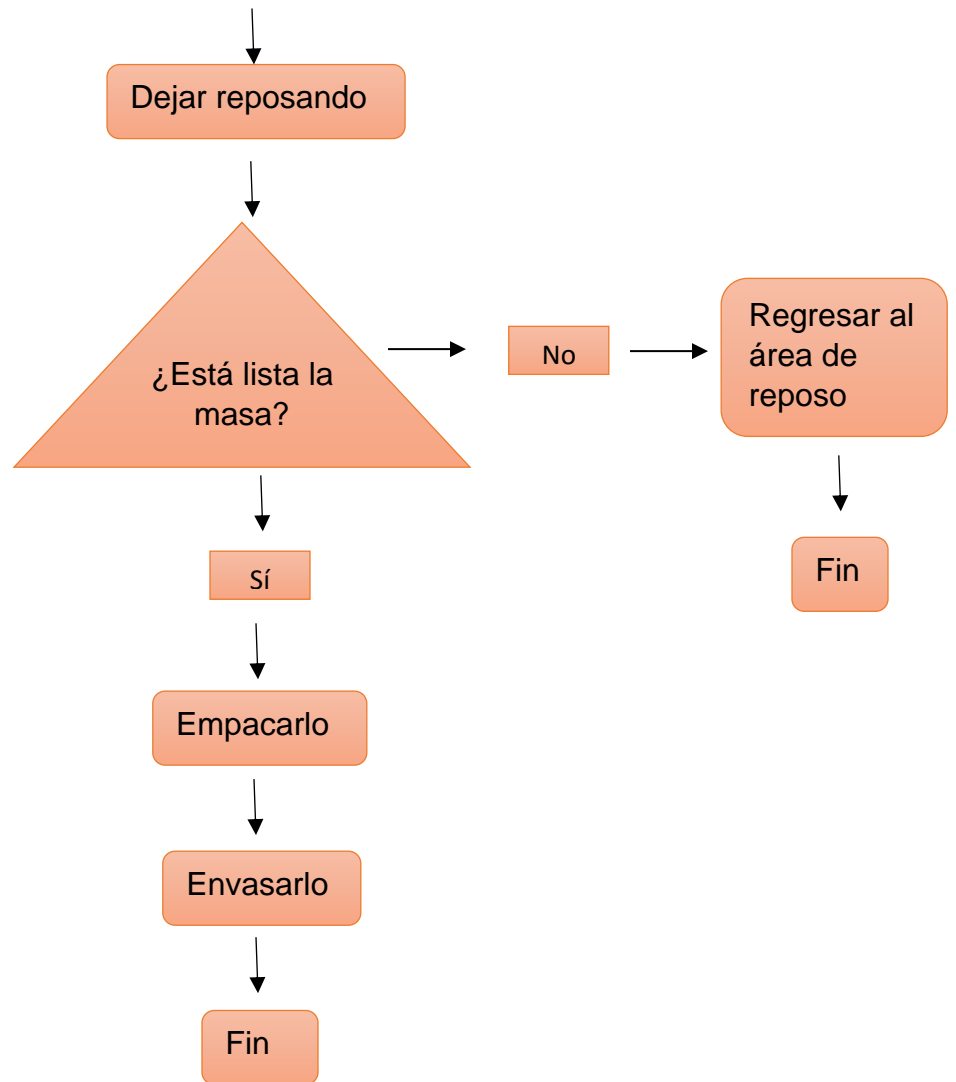 Dejar reposando
¿Está lista la
masa?
No
Regresar al
área de
reposo
Sí
Fin
Empacarlo
Envasarlo
Fin